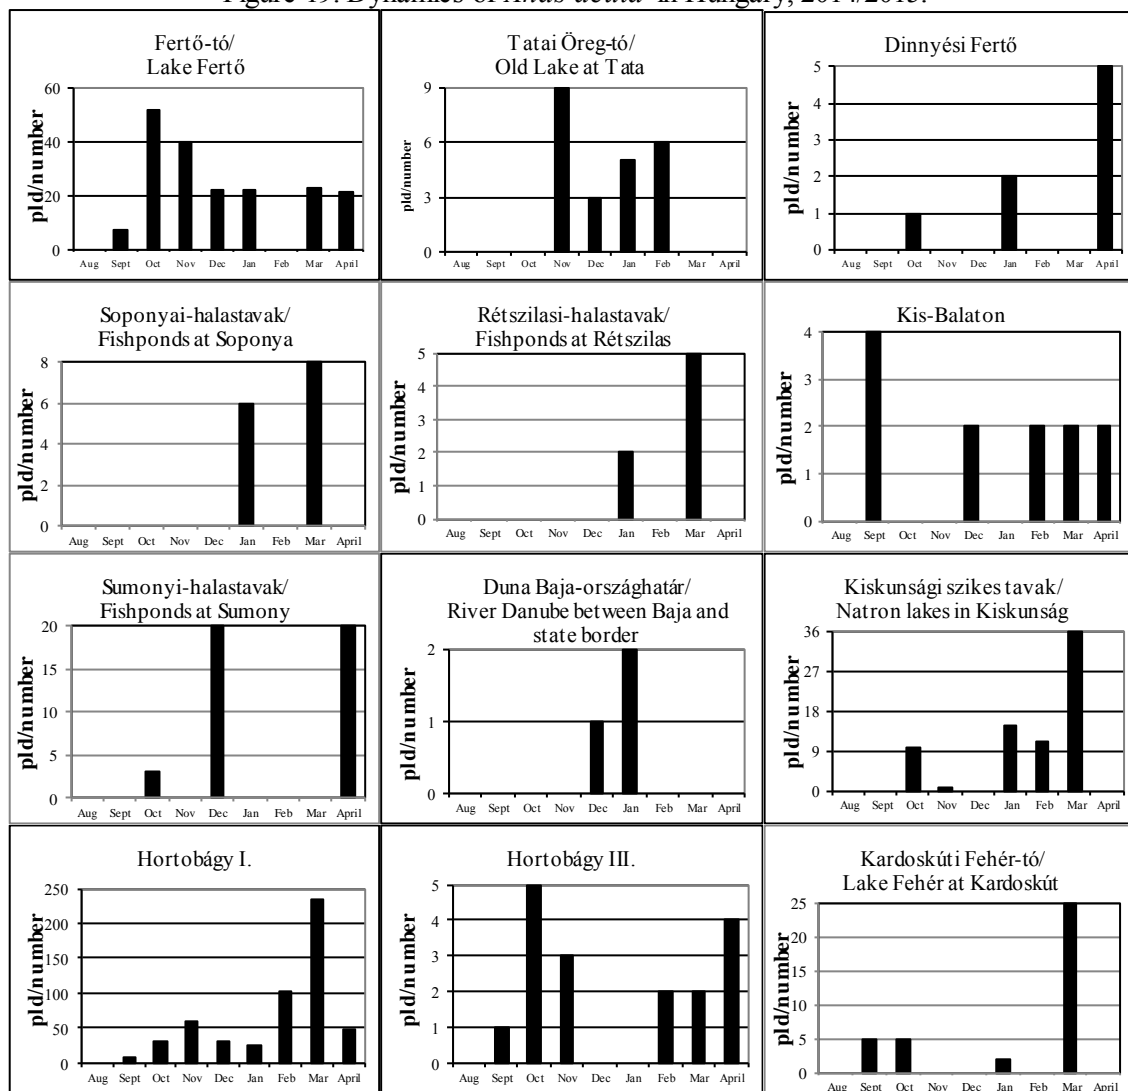 Figure 49. Dynamics of Anas acuta in Hungary, 2014/2015.
Fertő-tó/
Lake Fertő
pld/number
60
40
20
0
Aug Sept Oct Nov Dec Jan Feb Mar April
Tatai Öreg-tó/
Old Lake at Tata
pld/number
9
6
3
0
Aug Sept Oct Nov Dec Jan Feb Mar April
Dinnyési Fertő
pld/number
5
4
3
2
1
0
Aug Sept Oct Nov Dec Jan Feb Mar April
Soponyai-halastavak/
Fishponds at Soponya
pld/number
8
6
4
2
0
Aug Sept Oct Nov Dec Jan Feb Mar April
Rétszilasi-halastavak/
Fishponds at Rétszilas
pld/number
5
4
3
2
1
0
Aug Sept Oct Nov Dec Jan Feb Mar April
Kis-Balaton
pld/number
4
3
2
1
0
Aug Sept Oct Nov Dec Jan Feb Mar April
Sumonyi-halastavak/
Fishponds at Sumony
pld/number
20
15
10
5
0
Aug Sept Oct Nov Dec Jan Feb Mar April
Duna Baja-országhatár/
River Danube between Baja and
state border
pld/number
2
1
0
Aug Sept Oct Nov Dec Jan Feb Mar April
Kiskunsági szikes tavak/
Natron lakes in Kiskunság
pld/number
36
27
18
9
0
Aug Sept Oct Nov Dec Jan Feb Mar April
Hortobágy I.
pld/number
250
200
150
100
50
0
Aug Sept Oct Nov Dec Jan Feb Mar April
Hortobágy III.
pld/number
5
4
3
2
1
0
Aug Sept Oct Nov Dec Jan Feb Mar April
Kardoskúti Fehér-tó/
Lake Fehér at Kardoskút
pld/number
25
20
15
10
5
0
Aug Sept Oct Nov Dec Jan Feb Mar April